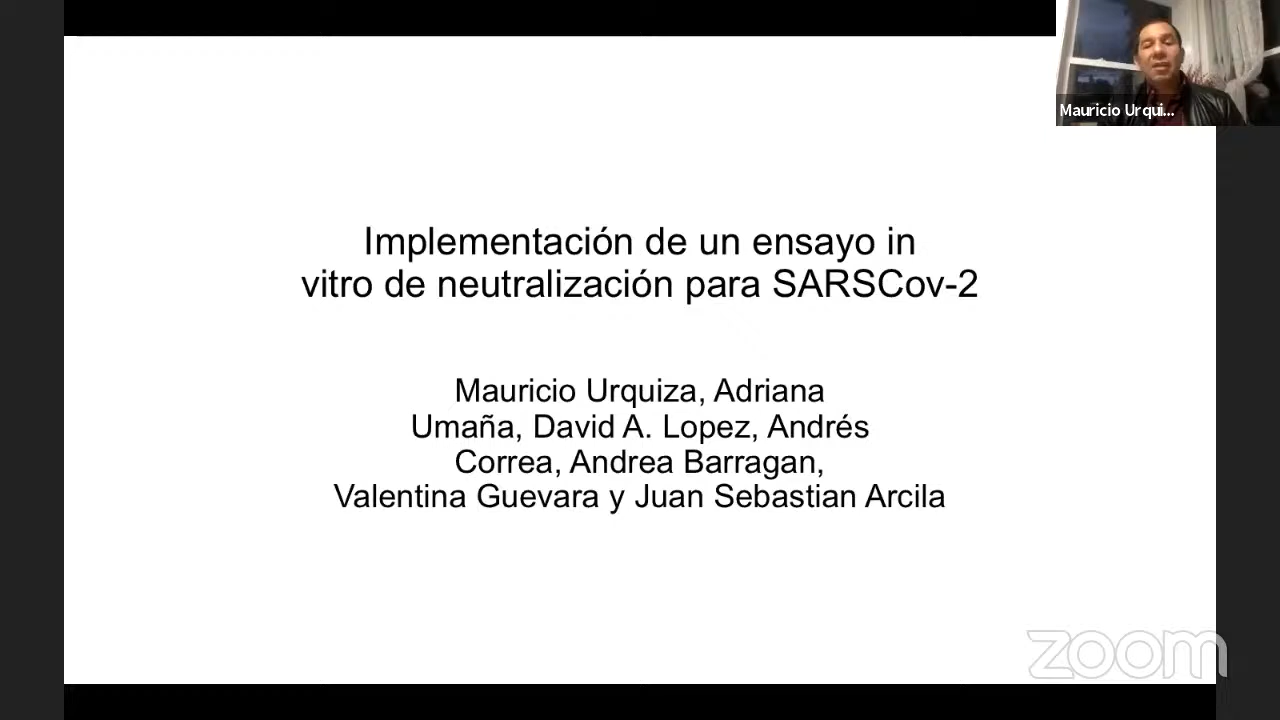 Mauricio Urqui...
Implementación de un ensayo in
vitro de neutralización para SARSCov-2
Mauricio Urquiza, Adriana
Umaña, David A. Lopez, Andrés
Correa, Andrea Barragan,
Valentina Guevara y Juan Sebastian Arcila
zoom